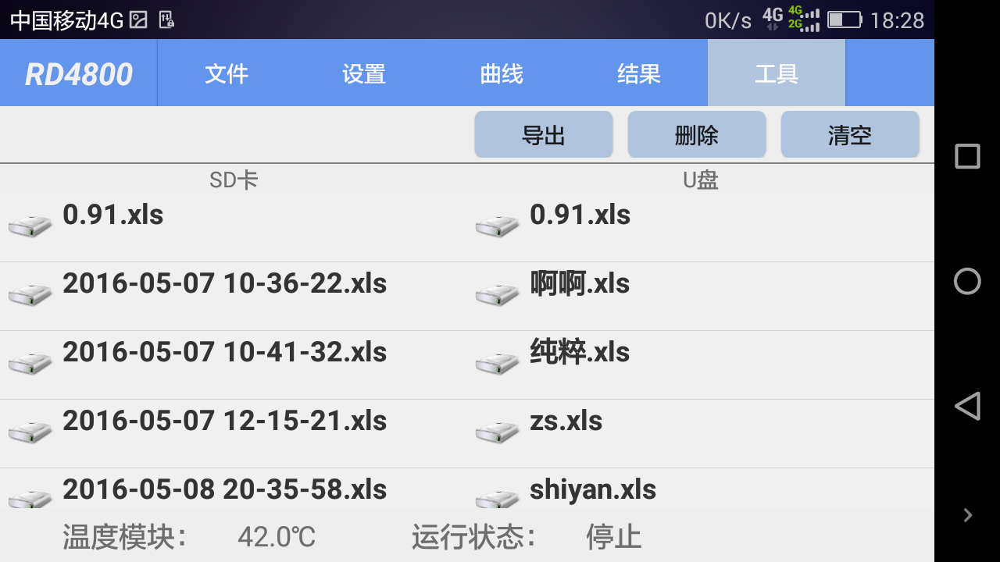 中国移动4G 0K/s 4G 4G 2G 18:28
RD4800 文件 设置 曲线 结果 工具
导出 删除 清空
SD卡 U盘
0.91.xls 0.91.xls
2016-05-07 10-36-22.xls 啊啊.xls
2016-05-07 10-41-32.xls 纯粹.xls
2016-05-07 12-15-21.xls zs.xls
2016-05-08 20-35-58.xls shiyan.xls
温度模块： 42.0℃ 运行状态： 停止